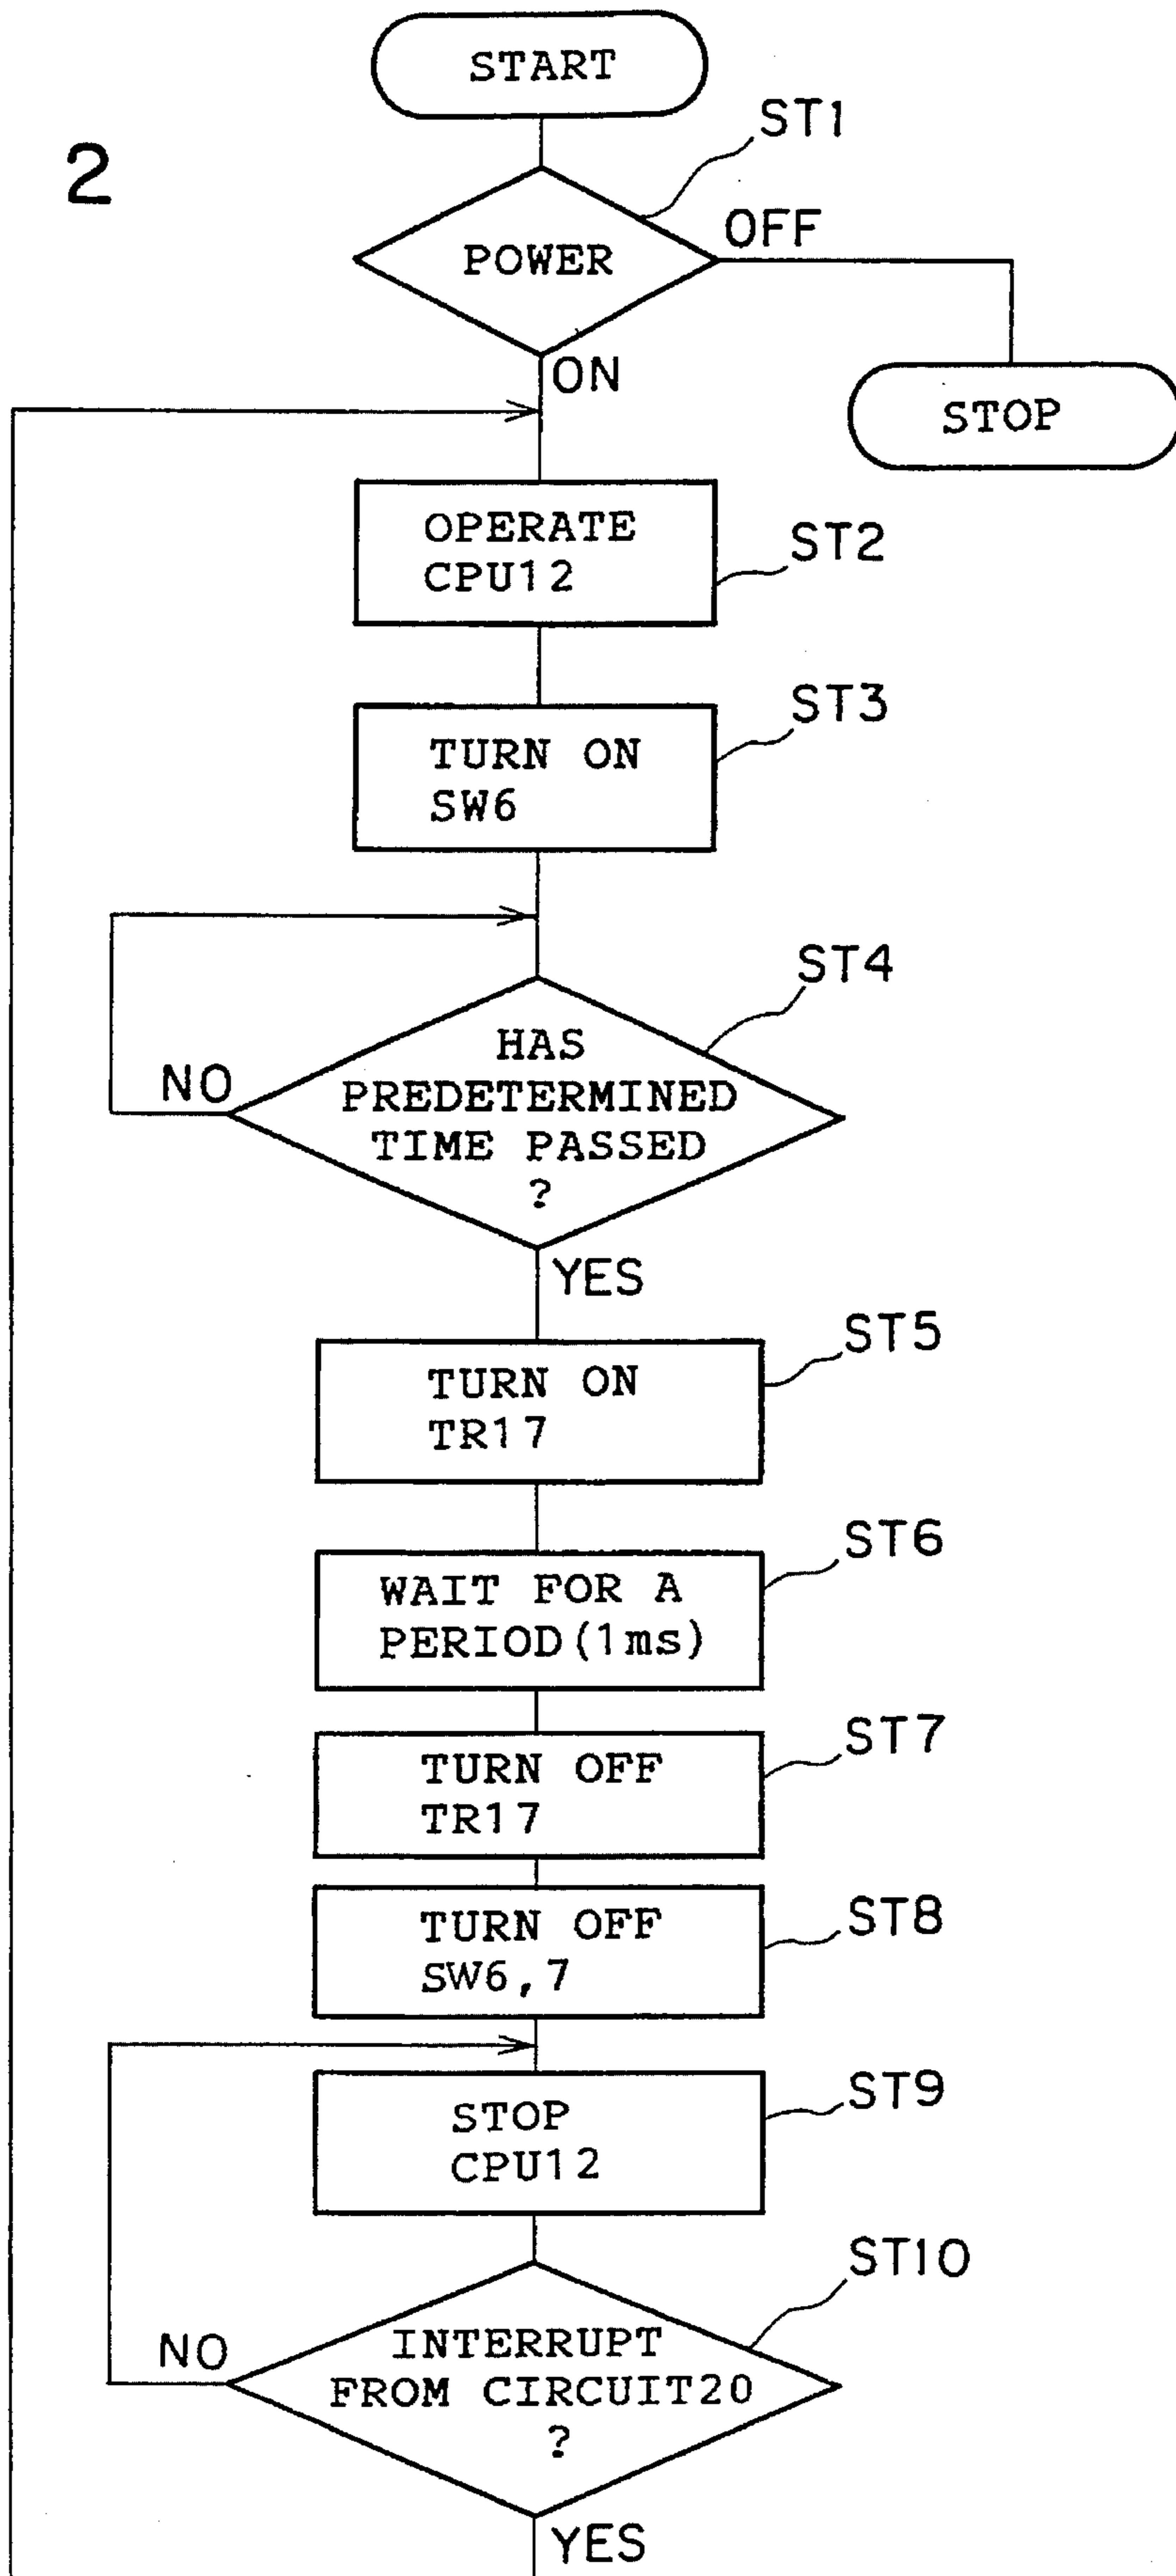 START
2
ST1
POWER
OFF
ON
STOP
OPERATE
CPU12
ST2
TURN ON
SW6
ST3
ST4
HAS
PREDETERMINED
TIME PASSED
?
NO
YES
TURN ON
TR17
ST5
WAIT FOR A
PERIOD(1ms)
ST6
TURN OFF
TR17
ST7
TURN OFF
SW6,7
ST8
STOP
CPU12
ST9
ST10
INTERRUPT
FROM CIRCUIT20
?
NO
YES